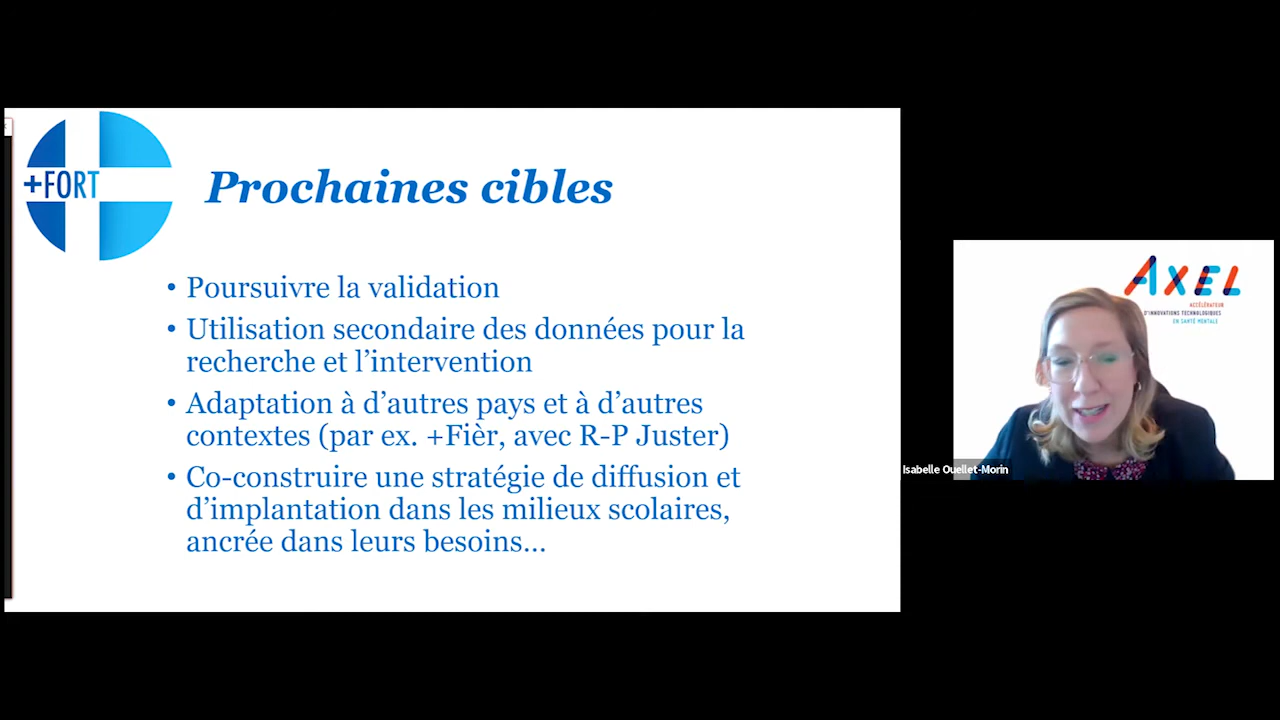 +FORT
Prochaines cibles
• Poursuivre la validation
• Utilisation secondaire des données pour la
recherche et l’intervention
• Adaptation à d’autres pays et à d’autres
contextes (par ex. +Fièr, avec R-P Juster)
• Co-construire une stratégie de diffusion et
d’implantation dans les milieux scolaires,
ancrée dans leurs besoins…
AXEL
ACCÉLÉRATEUR
D'INNOVATIONS TECHNOLOGIQUES
EN SANTÉ MENTALE
Isabelle Ouellet-Morin